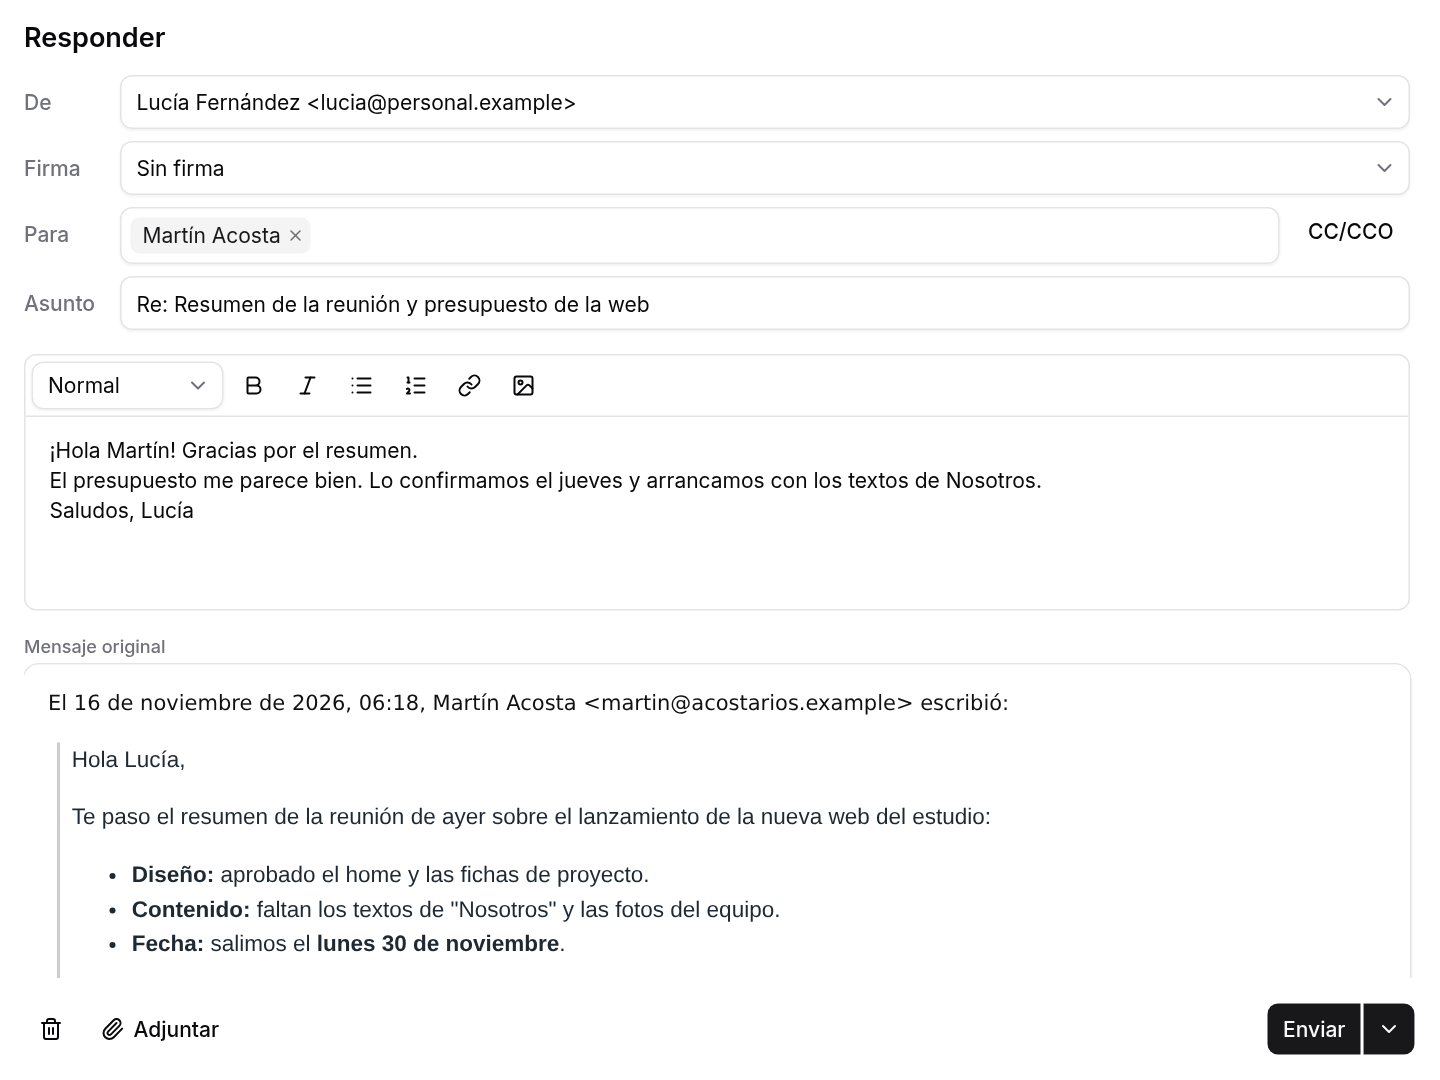 Responder
De
Lucía Fernández <lucia@personal.example>
Firma
Sin firma
Para
Martín Acosta
CC/CCO
Asunto
Re: Resumen de la reunión y presupuesto de la web
Normal
¡Hola Martín! Gracias por el resumen.
El presupuesto me parece bien. Lo confirmamos el jueves y arrancamos con los textos de Nosotros.
Saludos, Lucía
Mensaje original
El 16 de noviembre de 2026, 06:18, Martín Acosta <martin@acostarios.example> escribió:
Hola Lucía,
Te paso el resumen de la reunión de ayer sobre el lanzamiento de la nueva web del estudio:
• Diseño: aprobado el home y las fichas de proyecto.
• Contenido: faltan los textos de "Nosotros" y las fotos del equipo.
• Fecha: salimos el lunes 30 de noviembre.
Adjuntar
Enviar